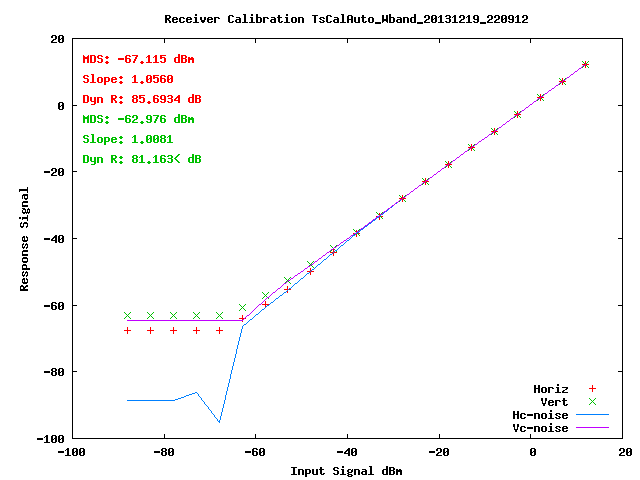 Receiver Calibration TsCalAuto_Wband_20131219_220912
20
0
-20
-40
-60
-80
-100
Response Signal
MDS: -67.115 dBm
Slope: 1.0560
Dyn R: 85.6934 dB
MDS: -62.976 dBm
Slope: 1.0081
Dyn R: 81.163< dB
Horiz
Vert
Hc-noise
Vc-noise
-100
-80
-60
-40
-20
0
20
Input Signal dBm